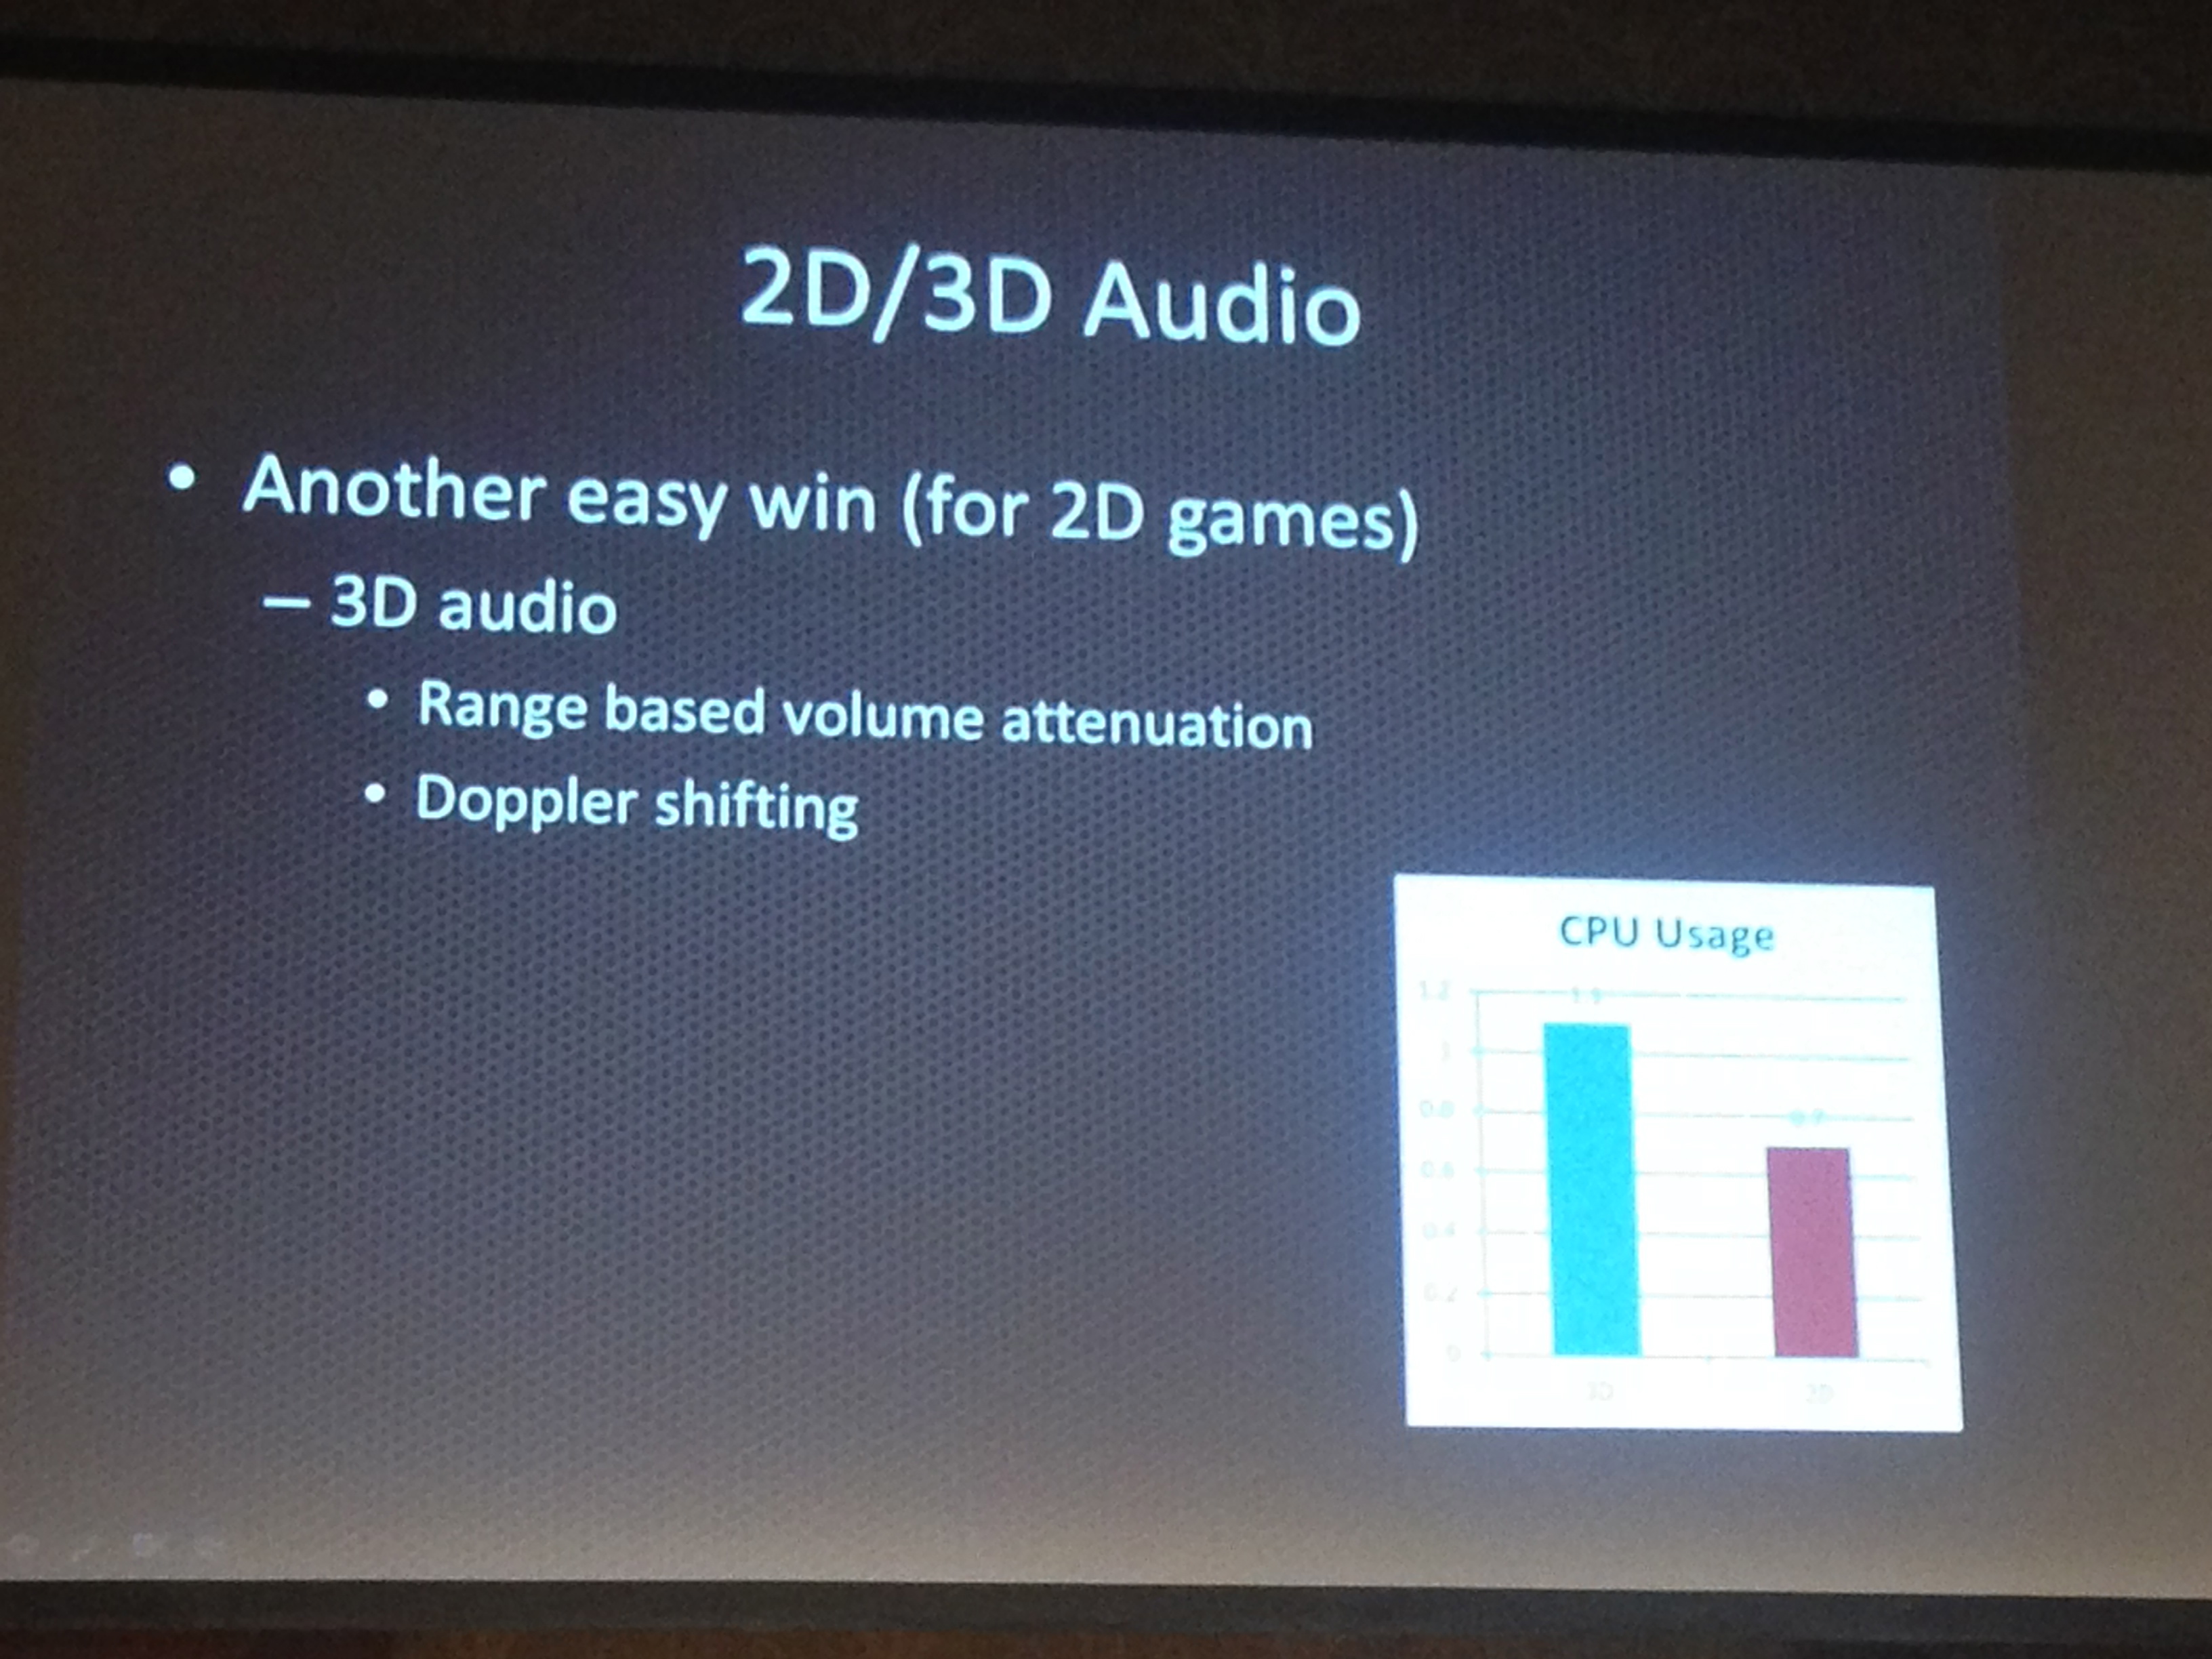 2D/3D Audio
• Another easy win (for 2D games)
– 3D audio
• Range based volume attenuation
• Doppler shifting
CPU Usage
1.2
1.1
1
0.8
0.7
0.6
0.4
0.2
0
3D
2D